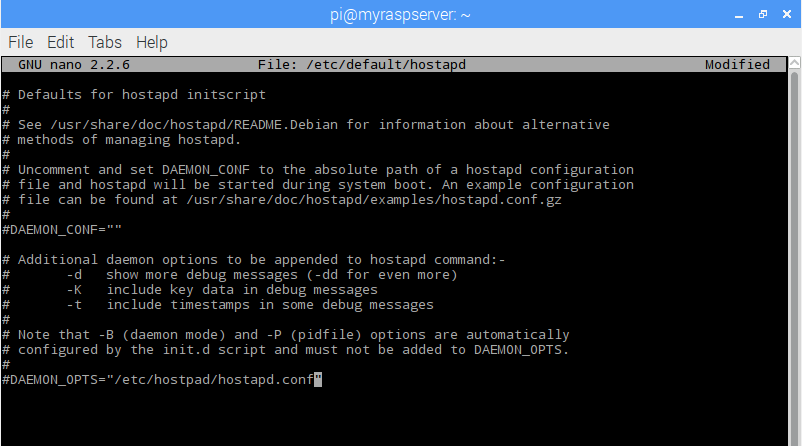 pi@myraspserver: ~
File Edit Tabs Help
GNU nano 2.2.6 File: /etc/default/hostapd Modified
# Defaults for hostapd initscript
#
# See /usr/share/doc/hostapd/README.Debian for information about alternative
# methods of managing hostapd.
#
# Uncomment and set DAEMON_CONF to the absolute path of a hostapd configuration
# file and hostapd will be started during system boot. An example configuration
# file can be found at /usr/share/doc/hostapd/examples/hostapd.conf.gz
#
#DAEMON_CONF=""
# Additional daemon options to be appended to hostapd command:-
#       -d   show more debug messages (-dd for even more)
#       -K   include key data in debug messages
#       -t   include timestamps in some debug messages
#
# Note that -B (daemon mode) and -P (pidfile) options are automatically
# configured by the init.d script and must not be added to DAEMON_OPTS.
#
#DAEMON_OPTS="/etc/hostpad/hostapd.conf"